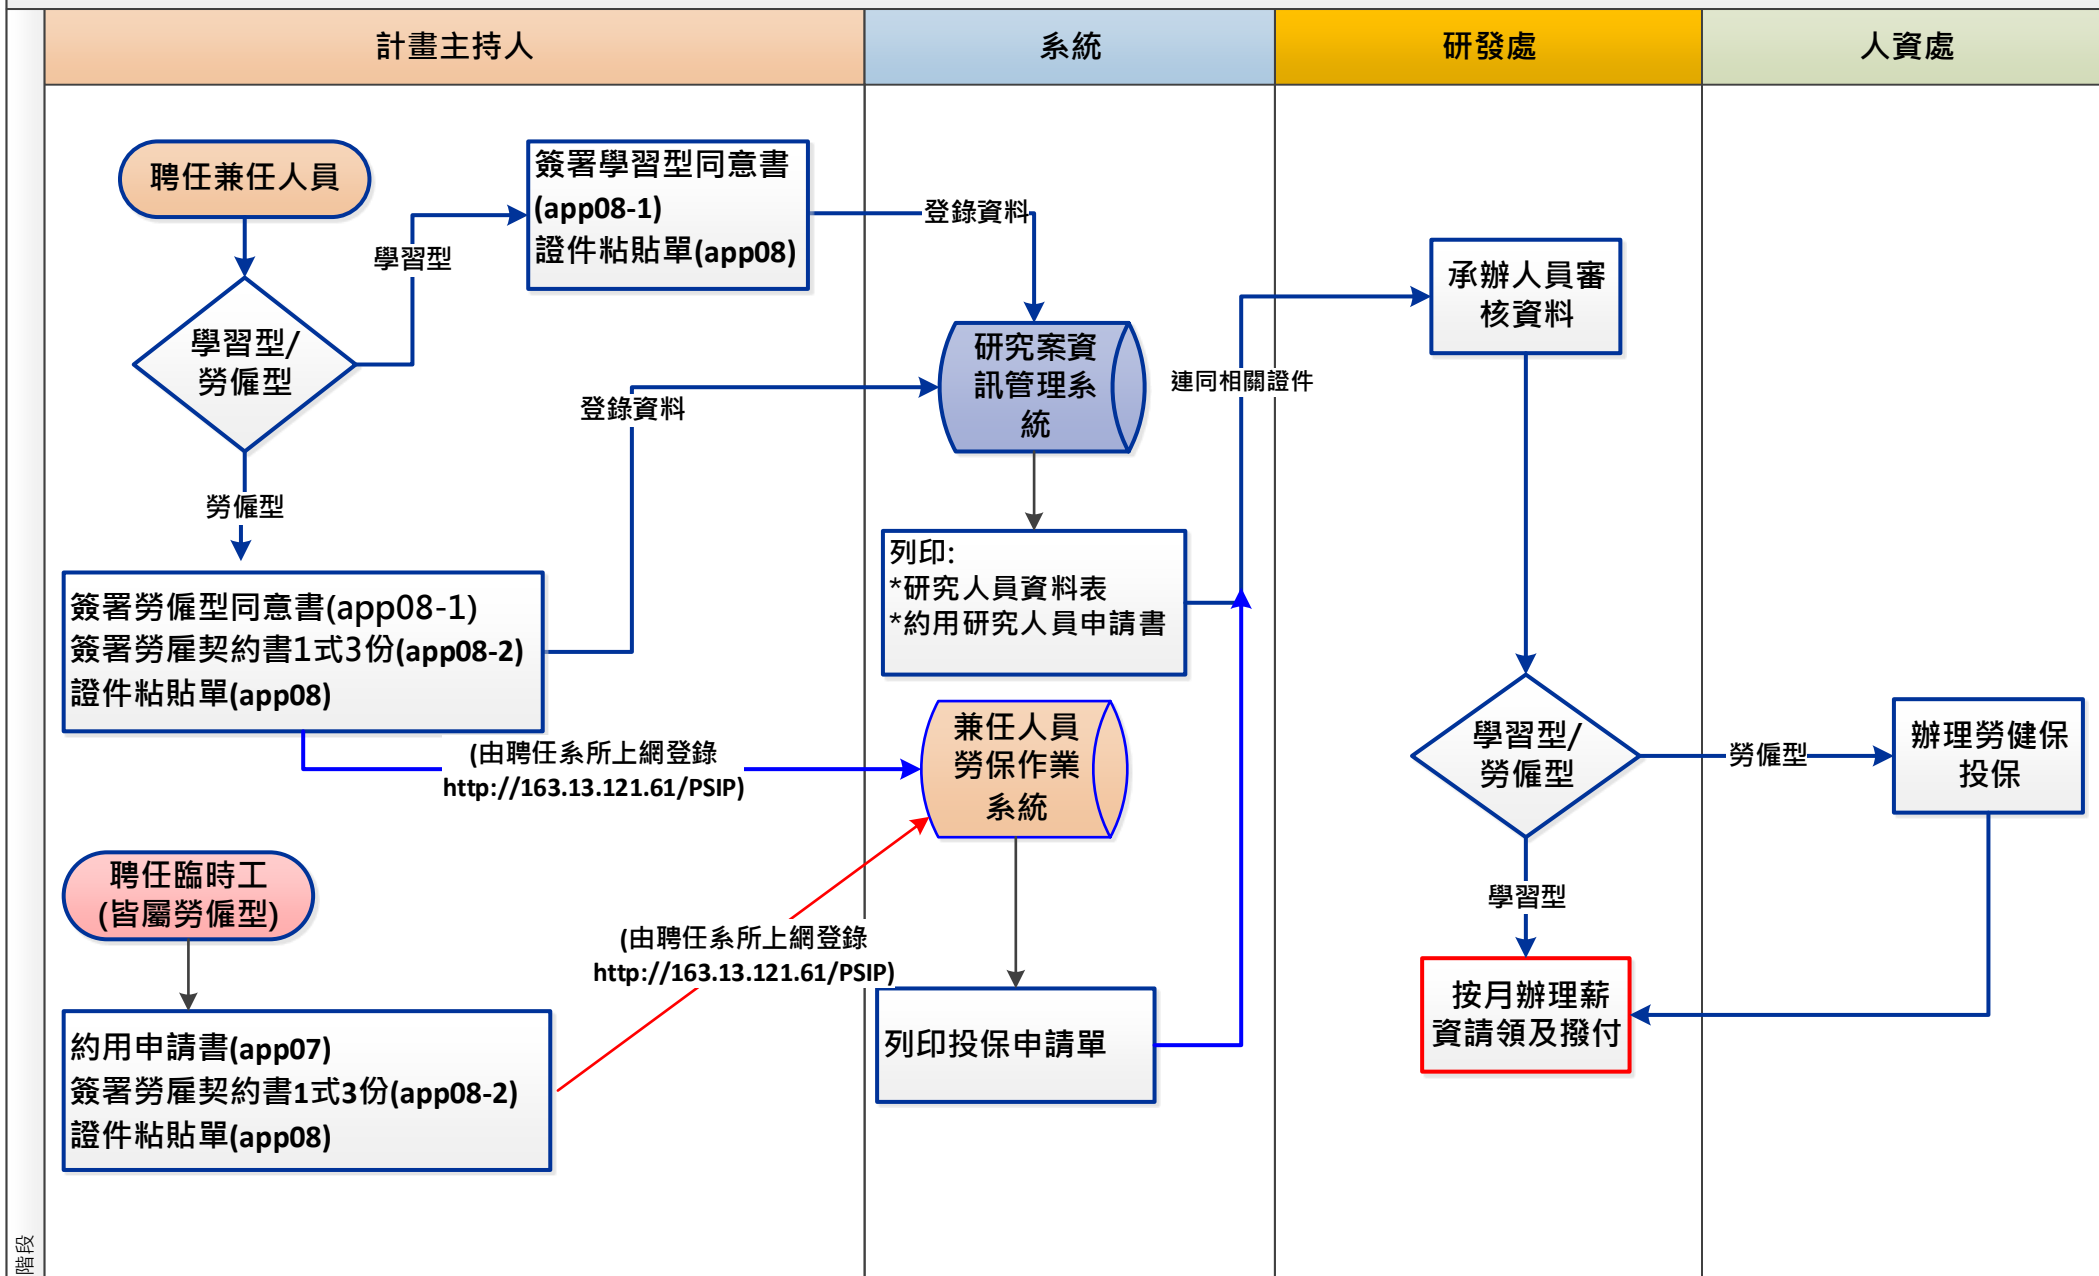 計畫主持人
系統
研發處
人資處
聘任兼任人員
學習型/
勞僱型
學習型
簽署學習型同意書
(app08-1)
證件粘貼單(app08)
登錄資料
勞僱型
簽署勞僱型同意書(app08-1)
簽署勞雇契約書1式3份(app08-2)
證件粘貼單(app08)
登錄資料
(由聘任系所上網登錄
http://163.13.121.61/PSIP)
聘任臨時工
(皆屬勞僱型)
約用申請書(app07)
簽署勞雇契約書1式3份(app08-2)
證件粘貼單(app08)
(由聘任系所上網登錄
http://163.13.121.61/PSIP)
研究案資
訊管理系
統
列印:
*研究人員資料表
*約用研究人員申請書
兼任人員
勞保作業
系統
列印投保申請單
連同相關證件
承辦人員審
核資料
學習型/
勞僱型
勞僱型
學習型
按月辦理薪
資請領及撥付
辦理勞健保
投保
階段